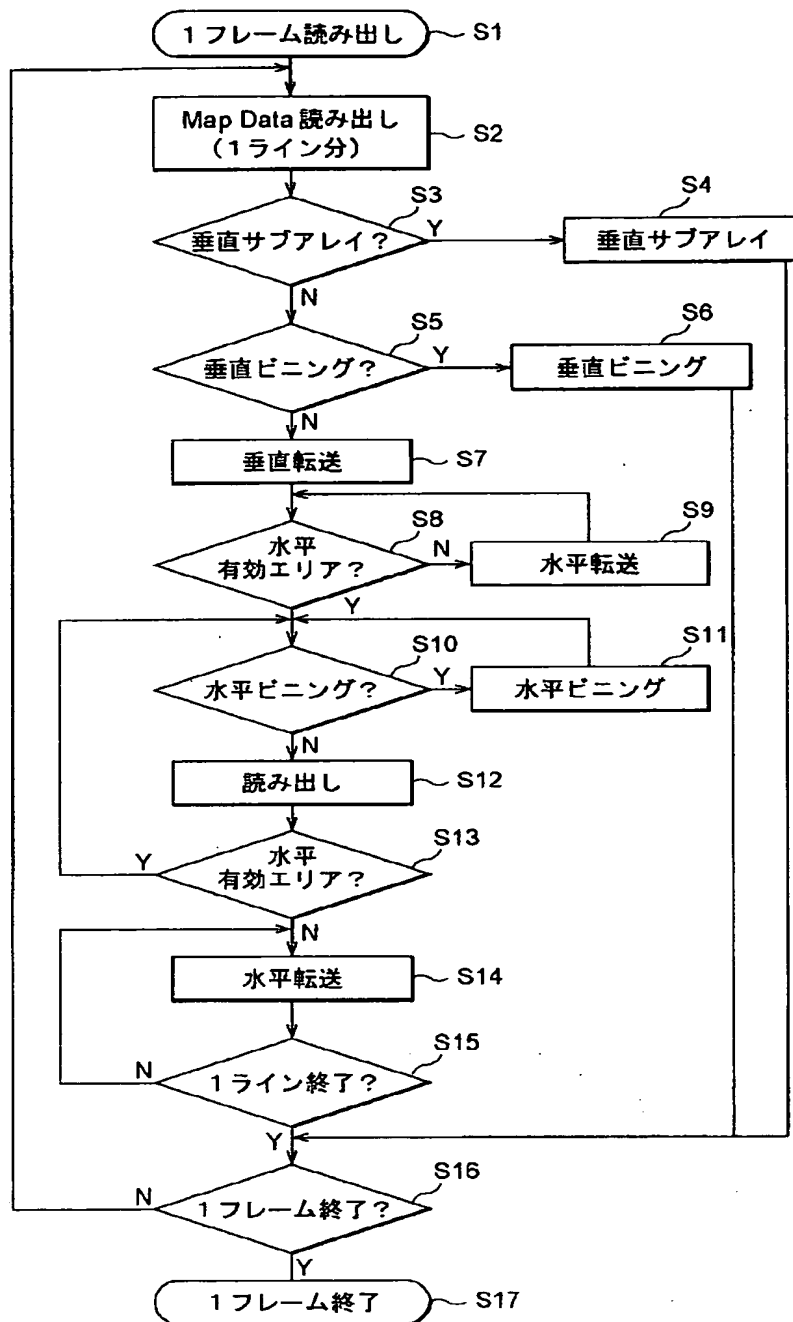 1フレーム読み出し
S1
Map Data 読み出し
(1ライン分)
S2
S3
垂直サブアレイ?
Y
S4
垂直サブアレイ
N
S5
垂直ビニング?
Y
S6
垂直ビニング
N
垂直転送
S7
S8
水平
有効エリア?
N
S9
水平転送
Y
S10
水平ビニング?
Y
S11
水平ビニング
N
読み出し
S12
S13
水平
有効エリア?
Y
N
水平転送
S14
S15
1ライン終了?
N
Y
S16
1フレーム終了?
N
Y
1フレーム終了
S17